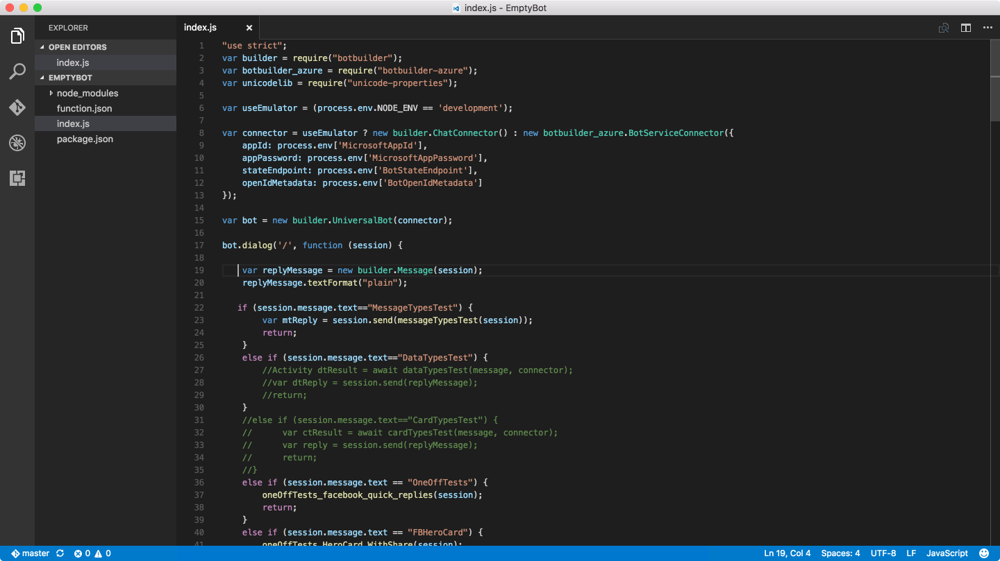 index.js - EmptyBot
EXPLORER
OPEN EDITORS
index.js
EMPTYBOT
node_modules
function.json
index.js
package.json
index.js
1 "use strict";
2 var builder = require("botbuilder");
3 var botbuilder_azure = require("botbuilder-azure");
4 var unicodelib = require("unicode-properties");
5
6 var useEmulator = (process.env.NODE_ENV == 'development');
7
8 var connector = useEmulator ? new builder.ChatConnector() : new botbuilder_azure.BotServiceConnector({
9 appId: process.env['MicrosoftAppId'],
10 appPassword: process.env['MicrosoftAppPassword'],
11 stateEndpoint: process.env['BotStateEndpoint'],
12 openIdMetadata: process.env['BotOpenIdMetadata']
13 });
14
15 var bot = new builder.UniversalBot(connector);
16
17 bot.dialog('/', function (session) {
18
19 var replyMessage = new builder.Message(session);
20 replyMessage.textFormat("plain");
21
22 if (session.message.text=="MessageTypesTest") {
23 var mtReply = session.send(messageTypesTest(session));
24 return;
25 }
26 else if (session.message.text=="DataTypesTest") {
27 //Activity dtResult = await dataTypesTest(message, connector);
28 //var dtReply = session.send(replyMessage);
29 //return;
30 }
31 //else if (session.message.text=="CardTypesTest") {
32 // var ctResult = await cardTypesTest(message, connector);
33 // var reply = session.send(replyMessage);
34 // return;
35 //}
36 else if (session.message.text == "OneOffTests") {
37 oneOffTests_facebook_quick_replies(session);
38 return;
39 }
40 else if (session.message.text == "FBHeroCard") {
41 oneOffTests_HeroCard_WithShare(session);
master 0 0 Ln 19, Col 4 Spaces: 4 UTF-8 LF JavaScript